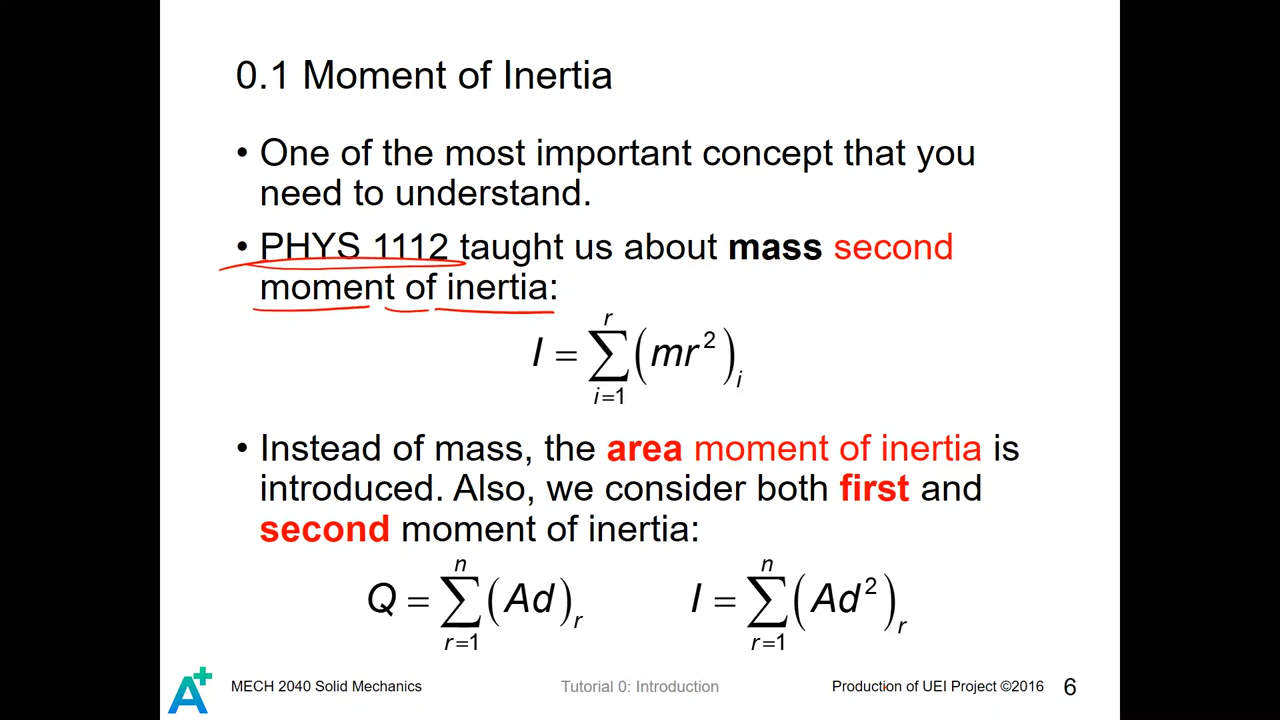 0.1 Moment of Inertia
• One of the most important concept that you
need to understand.
• PHYS 1112 taught us about mass second
moment of inertia:
I = ∑_{i=1}^{r} (mr²)_i
• Instead of mass, the area moment of inertia is
introduced. Also, we consider both first and
second moment of inertia:
Q = ∑_{r=1}^{n} (Ad)_r    I = ∑_{r=1}^{n} (Ad²)_r
A+ MECH 2040 Solid Mechanics    Tutorial 0: Introduction    Production of UEI Project ©2016 6